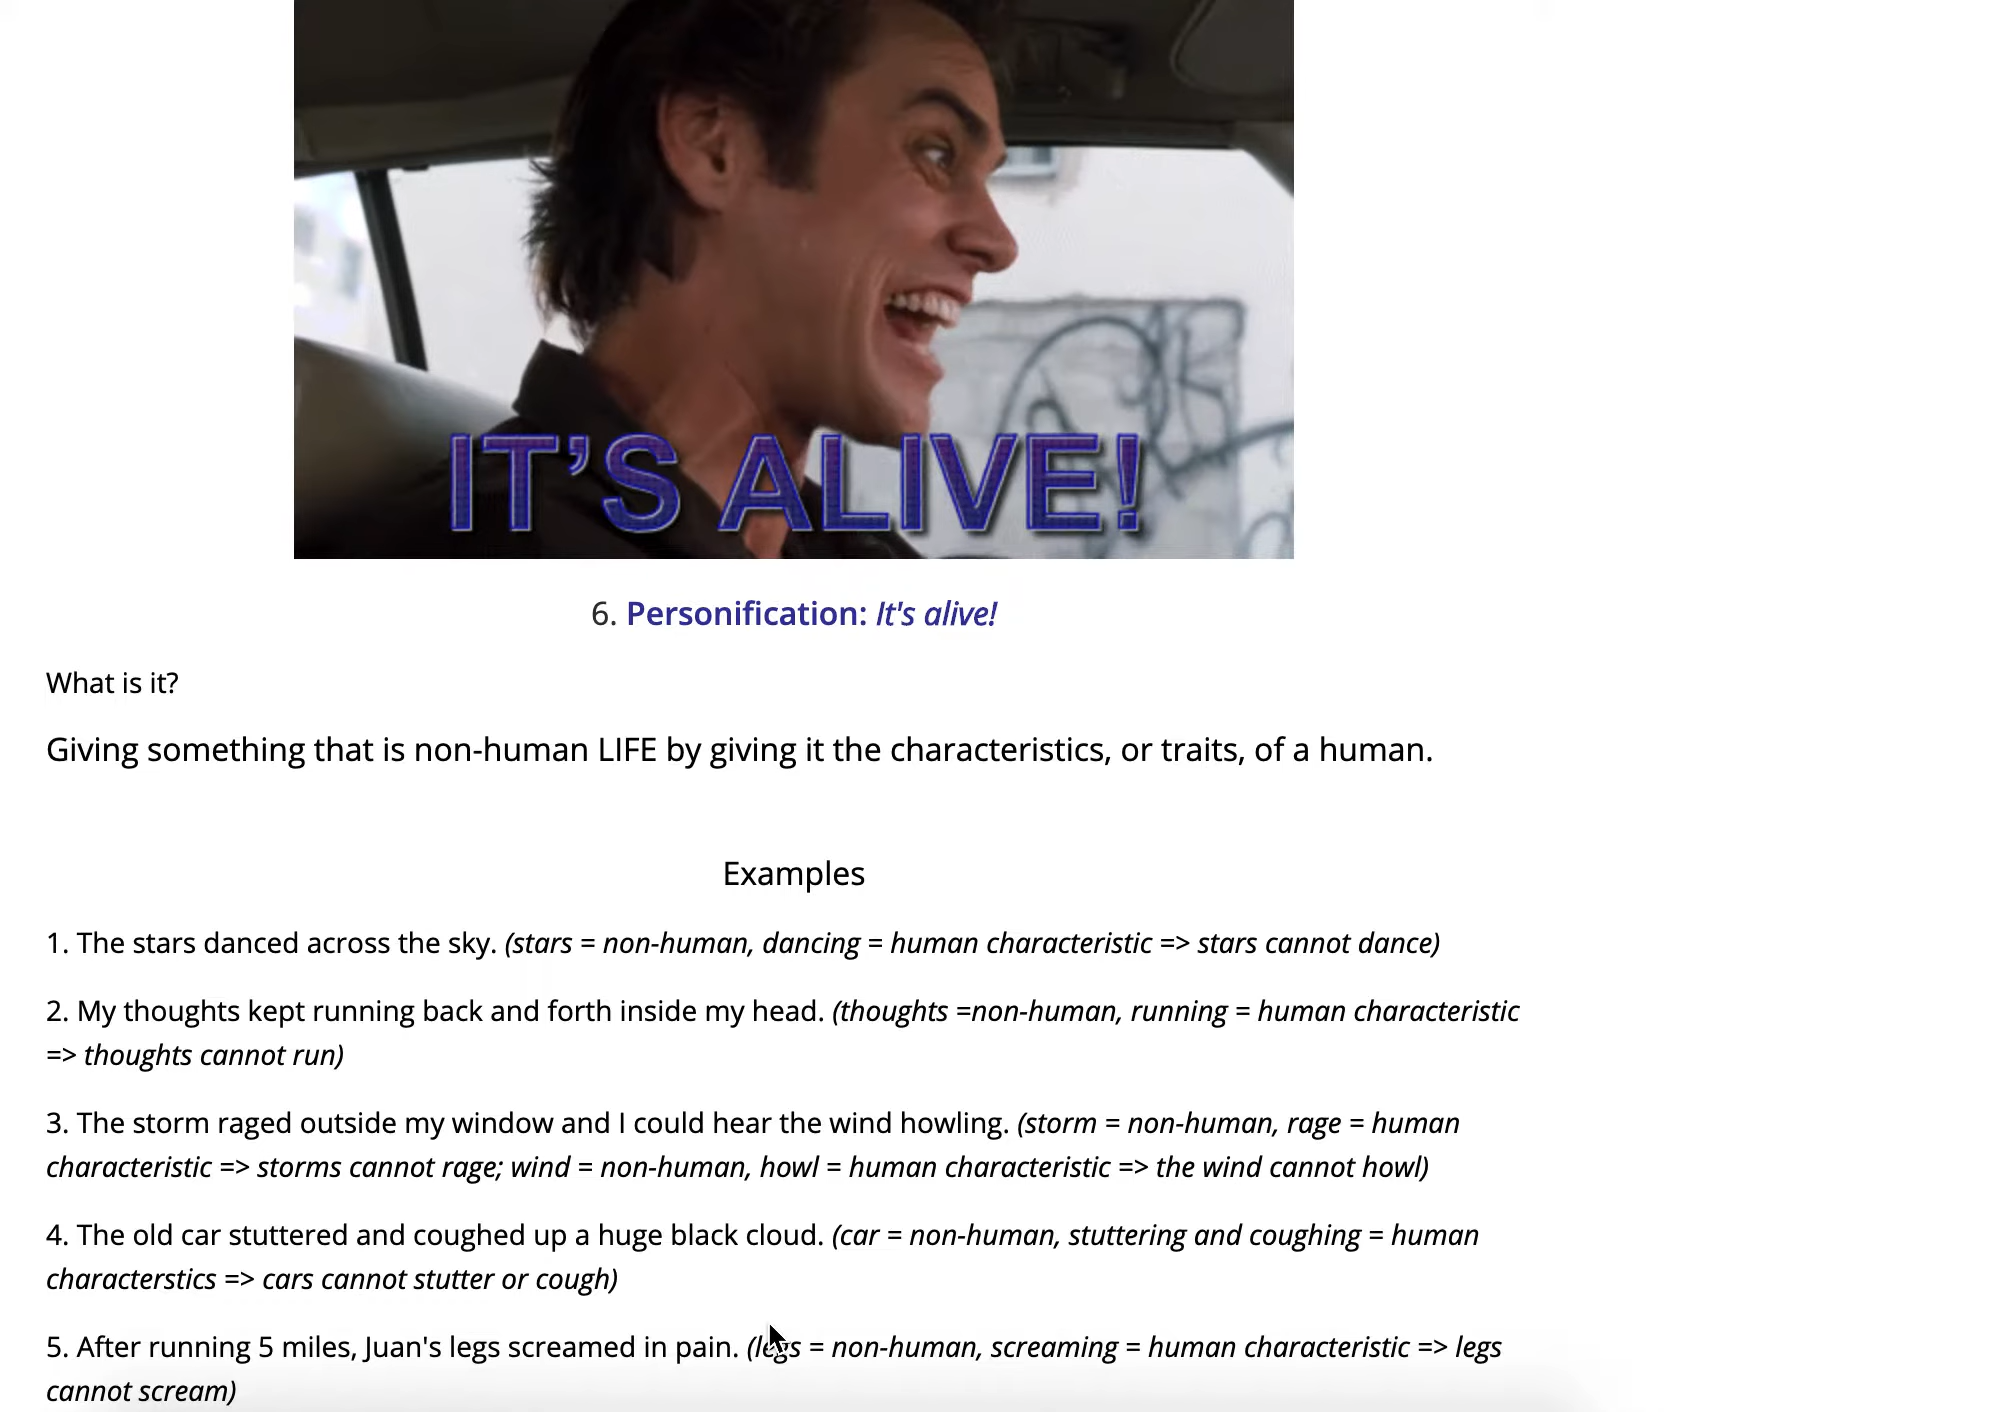 IT’S ALIVE!
6. Personification: It's alive!
What is it?
Giving something that is non-human LIFE by giving it the characteristics, or traits, of a human.
Examples
1. The stars danced across the sky. (stars = non-human, dancing = human characteristic => stars cannot dance)
2. My thoughts kept running back and forth inside my head. (thoughts =non-human, running = human characteristic
=> thoughts cannot run)
3. The storm raged outside my window and I could hear the wind howling. (storm = non-human, rage = human
characteristic => storms cannot rage; wind = non-human, howl = human characteristic => the wind cannot howl)
4. The old car stuttered and coughed up a huge black cloud. (car = non-human, stuttering and coughing = human
characterstics => cars cannot stutter or cough)
5. After running 5 miles, Juan's legs screamed in pain. (legs = non-human, screaming = human characteristic => legs
cannot scream)